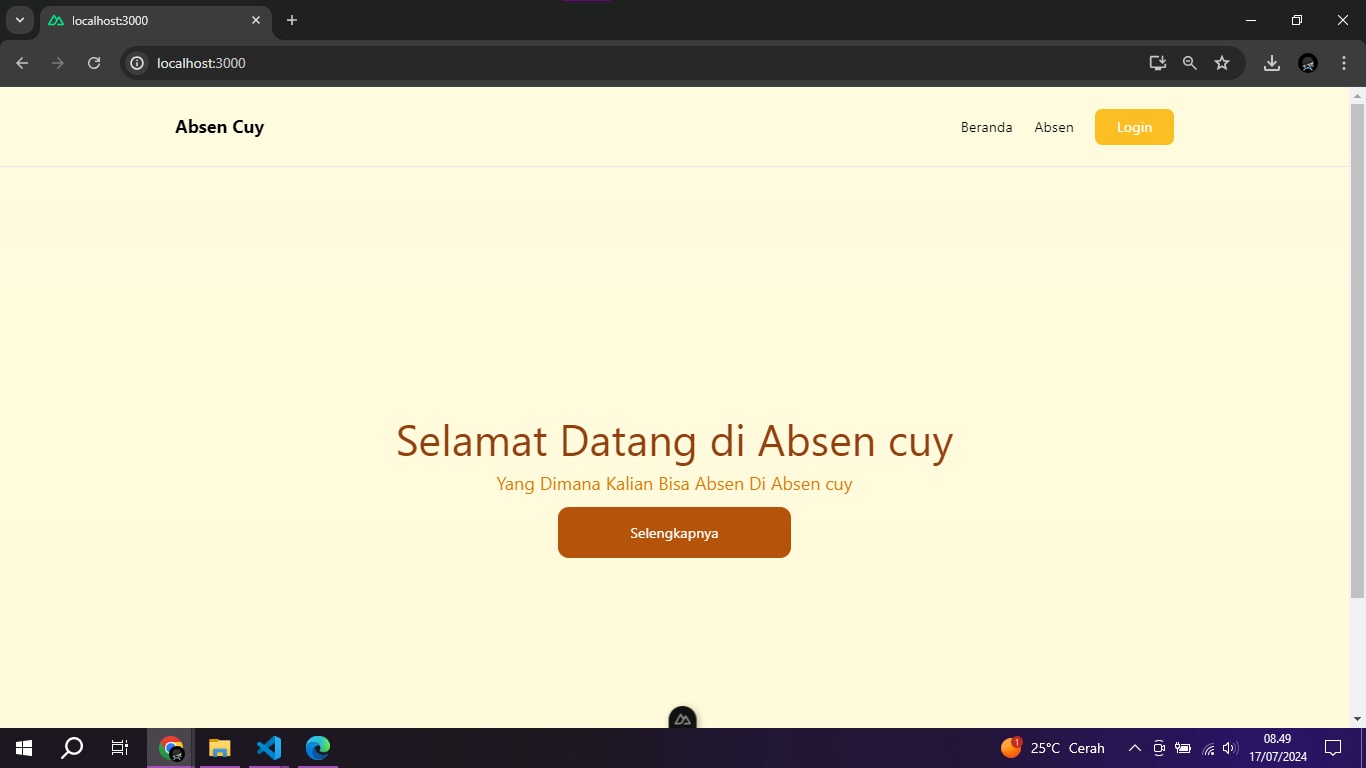 localhost:3000
localhost:3000
Absen Cuy
Beranda
Absen
Login
Selamat Datang di Absen cuy
Yang Dimana Kalian Bisa Absen Di Absen cuy
Selengkapnya
1
25°C Cerah
08.49
17/07/2024